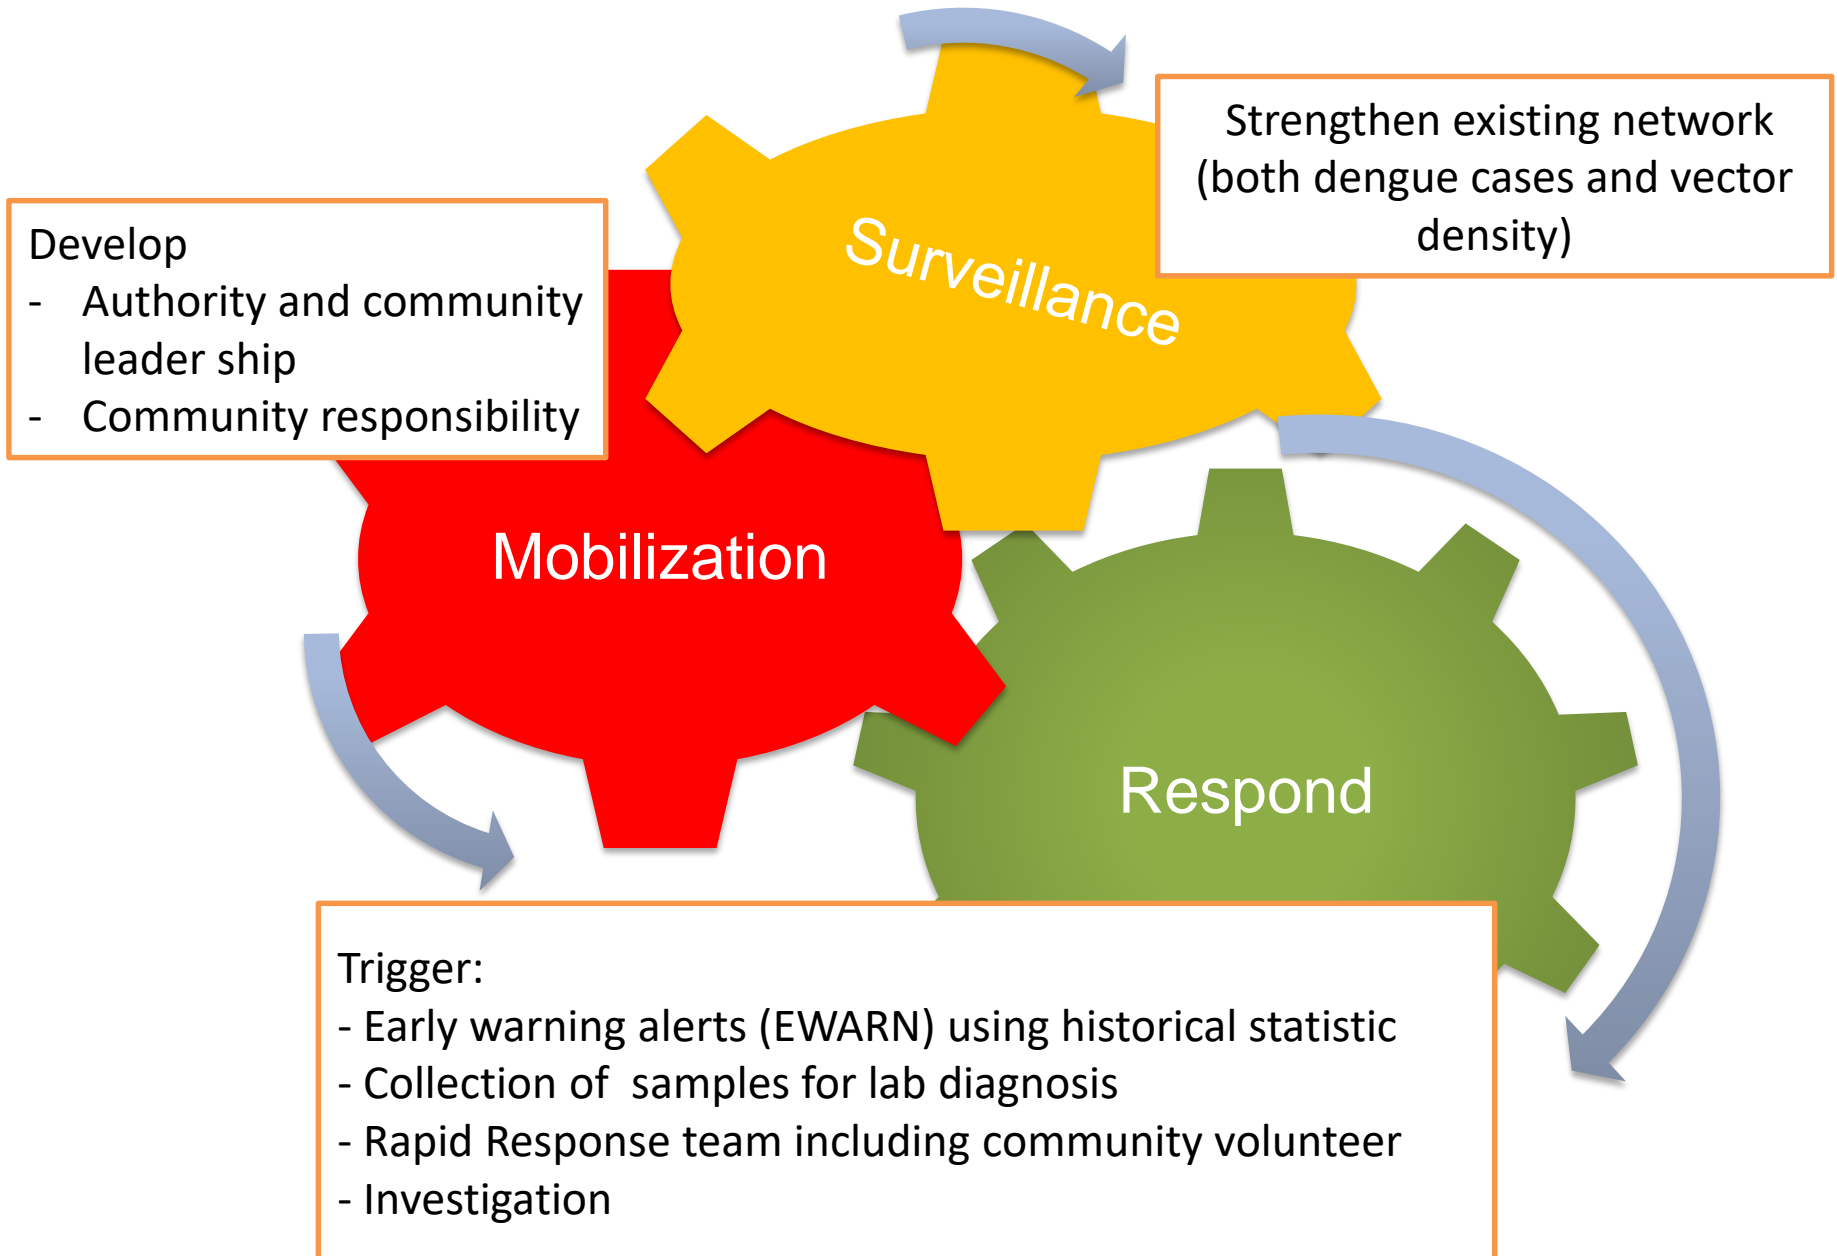 Strengthen existing network
(both dengue cases and vector
density)
Surveillance
Develop
- Authority and community
leader ship
- Community responsibility
Mobilization
Respond
Trigger:
- Early warning alerts (EWARN) using historical statistic
- Collection of samples for lab diagnosis
- Rapid Response team including community volunteer
- Investigation